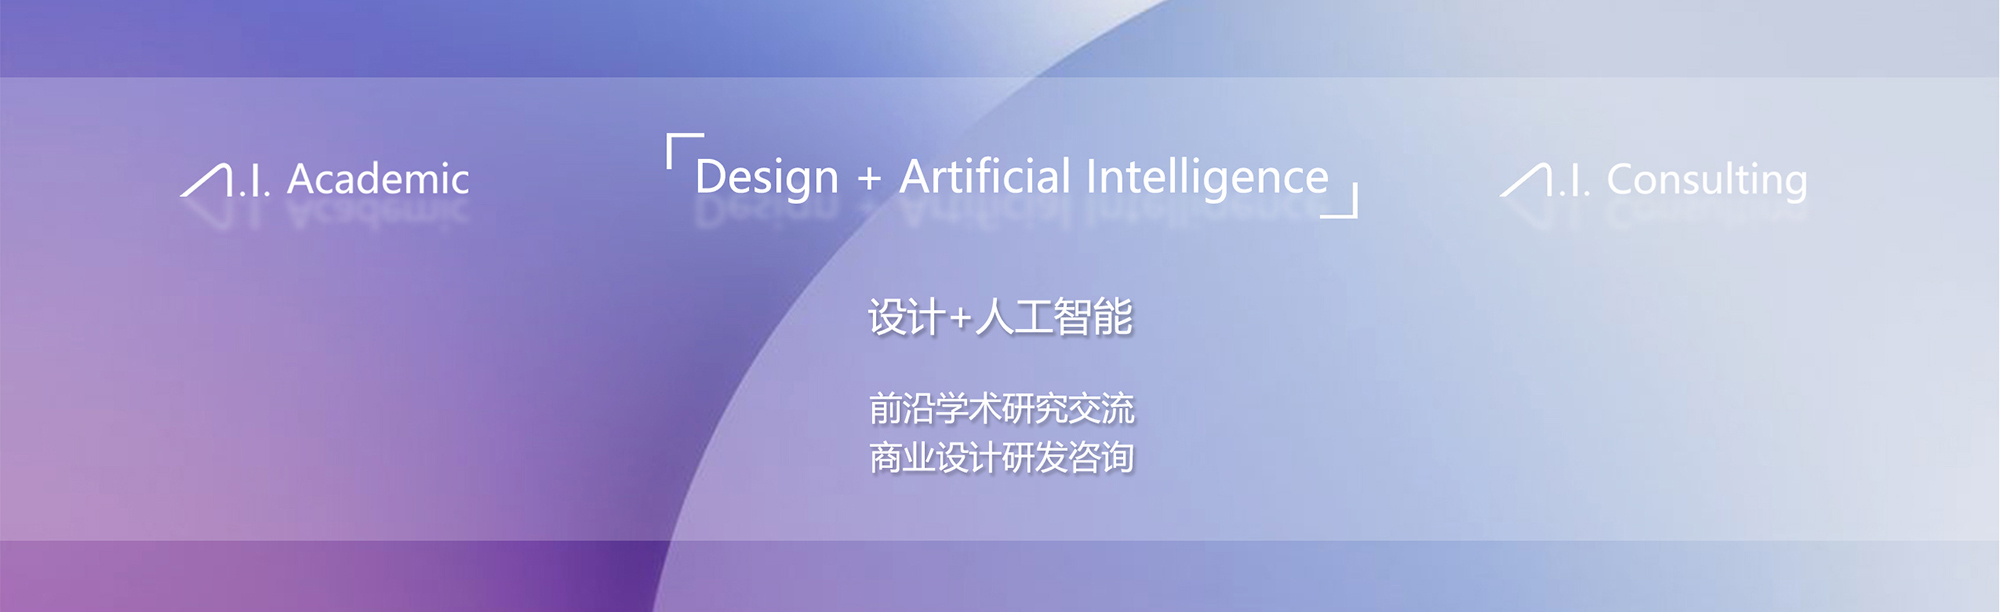 A.I. Academic
「Design + Artificial Intelligence」
A.I. Consulting
设计+人工智能
前沿学术研究交流
商业设计研发咨询